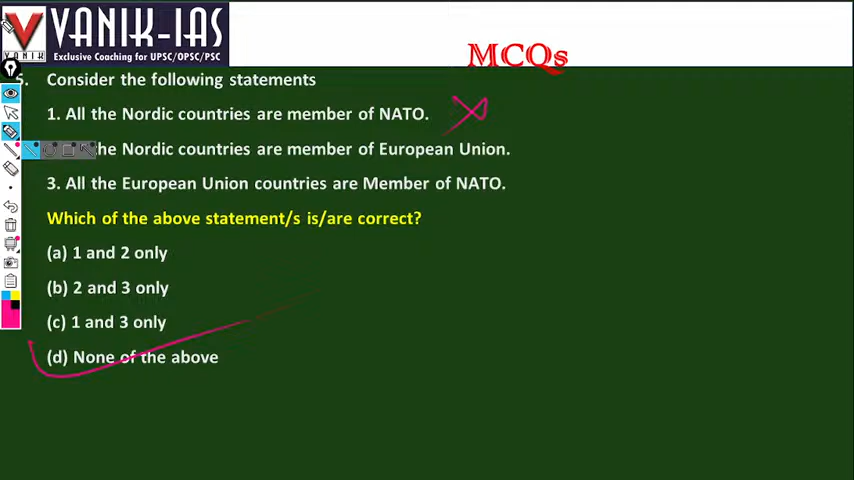 VANIK-IAS
VANIK
Exclusive Coaching for UPSC/OPSC/PSC
MCQs
5. Consider the following statements
1. All the Nordic countries are member of NATO.
he Nordic countries are member of European Union.
3. All the European Union countries are Member of NATO.
Which of the above statement/s is/are correct?
(a) 1 and 2 only
(b) 2 and 3 only
(c) 1 and 3 only
(d) None of the above